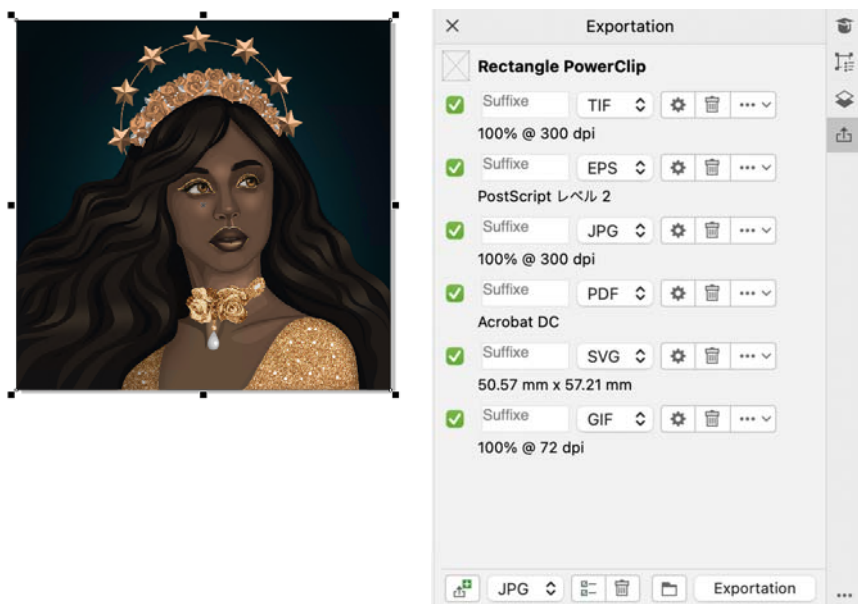 Exportation
Rectangle PowerClip
Suffixe TIF
100% @ 300 dpi
Suffixe EPS
PostScript レベル 2
Suffixe JPG
100% @ 300 dpi
Suffixe PDF
Acrobat DC
Suffixe SVG
50.57 mm x 57.21 mm
Suffixe GIF
100% @ 72 dpi
JPG Exportation